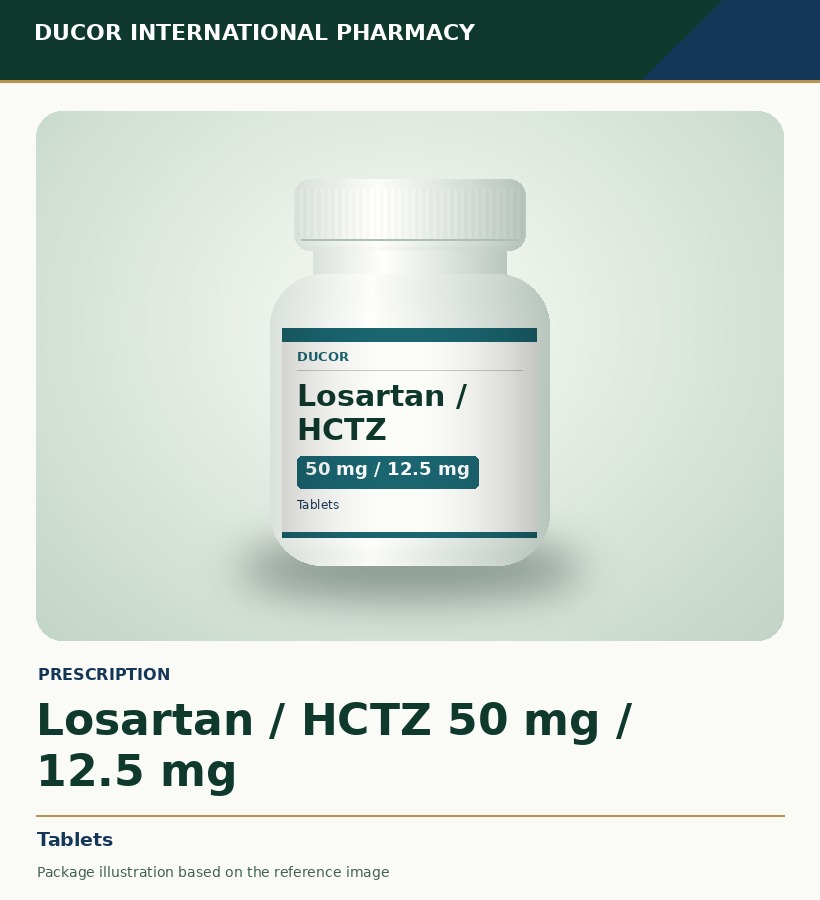 DUCOR INTERNATIONAL PHARMACY
DUCOR
Losartan /
HCTZ
50 mg / 12.5 mg
Tablets
PRESCRIPTION
Losartan / HCTZ 50 mg /
12.5 mg
Tablets
Package illustration based on the reference image